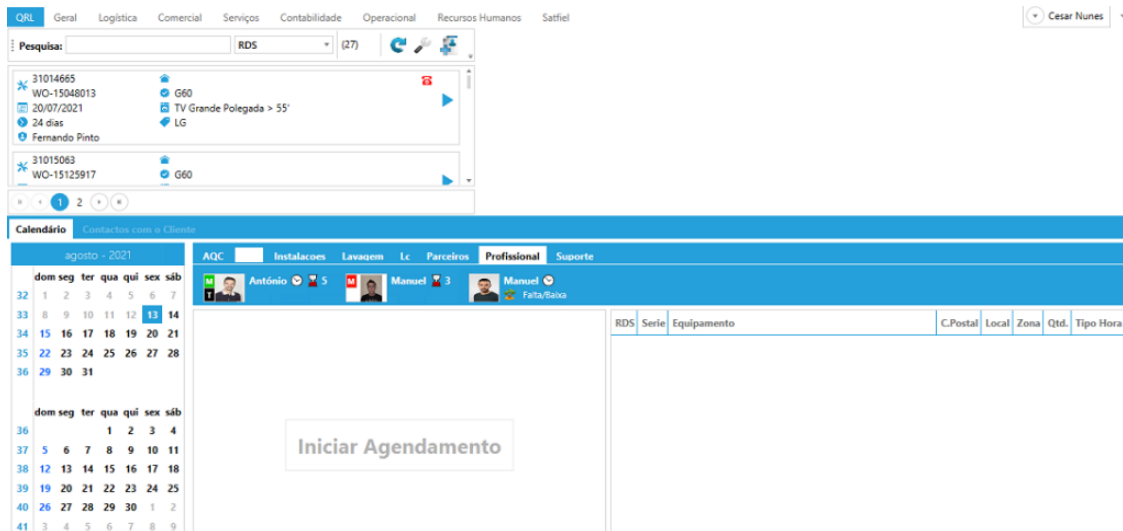 QRL Geral Logística Comercial Serviços Contabilidade Operacional Recursos Humanos Satfiel Cesar Nunes
Pesquisa: RDS (27)
31014665
WO-15048013 G60
20/07/2021 TV Grande Polegada > 55'
24 dias LG
Fernando Pinto
31015063
WO-15125917 G60
1 2
Calendário Contactos com o Cliente
agosto - 2021
AQC Instalacoes Lavagem Lc Parceiros Profissional Suporte
M T António 5 M Manuel 3 Manuel
Falta/Baixa
dom seg ter qua qui sex sáb
32 1 2 3 4 5 6 7
33 8 9 10 11 12 13 14
34 15 16 17 18 19 20 21
35 22 23 24 25 26 27 28
36 29 30 31
RDS Serie Equipamento C.Postal Local Zona Qtd. Tipo Hora
dom seg ter qua qui sex sáb
36 1 2 3 4
37 5 6 7 8 9 10 11
38 12 13 14 15 16 17 18
39 19 20 21 22 23 24 25
40 26 27 28 29 30 1 2
41 3 4 5 6 7 8 9
Iniciar Agendamento